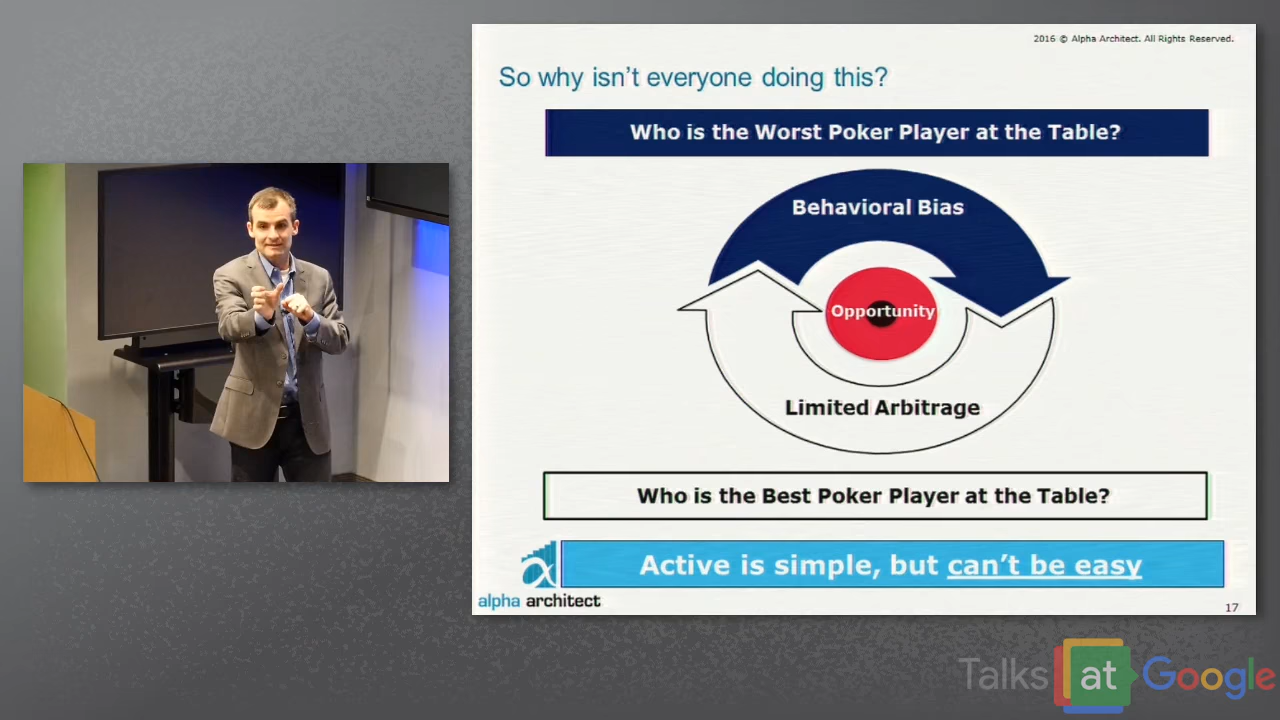 2016 © Alpha Architect. All Rights Reserved.
So why isn't everyone doing this?
Who is the Worst Poker Player at the Table?
Behavioral Bias
Opportunity
Limited Arbitrage
Who is the Best Poker Player at the Table?
Active is simple, but can't be easy
alpha architect
17
Talks at Google